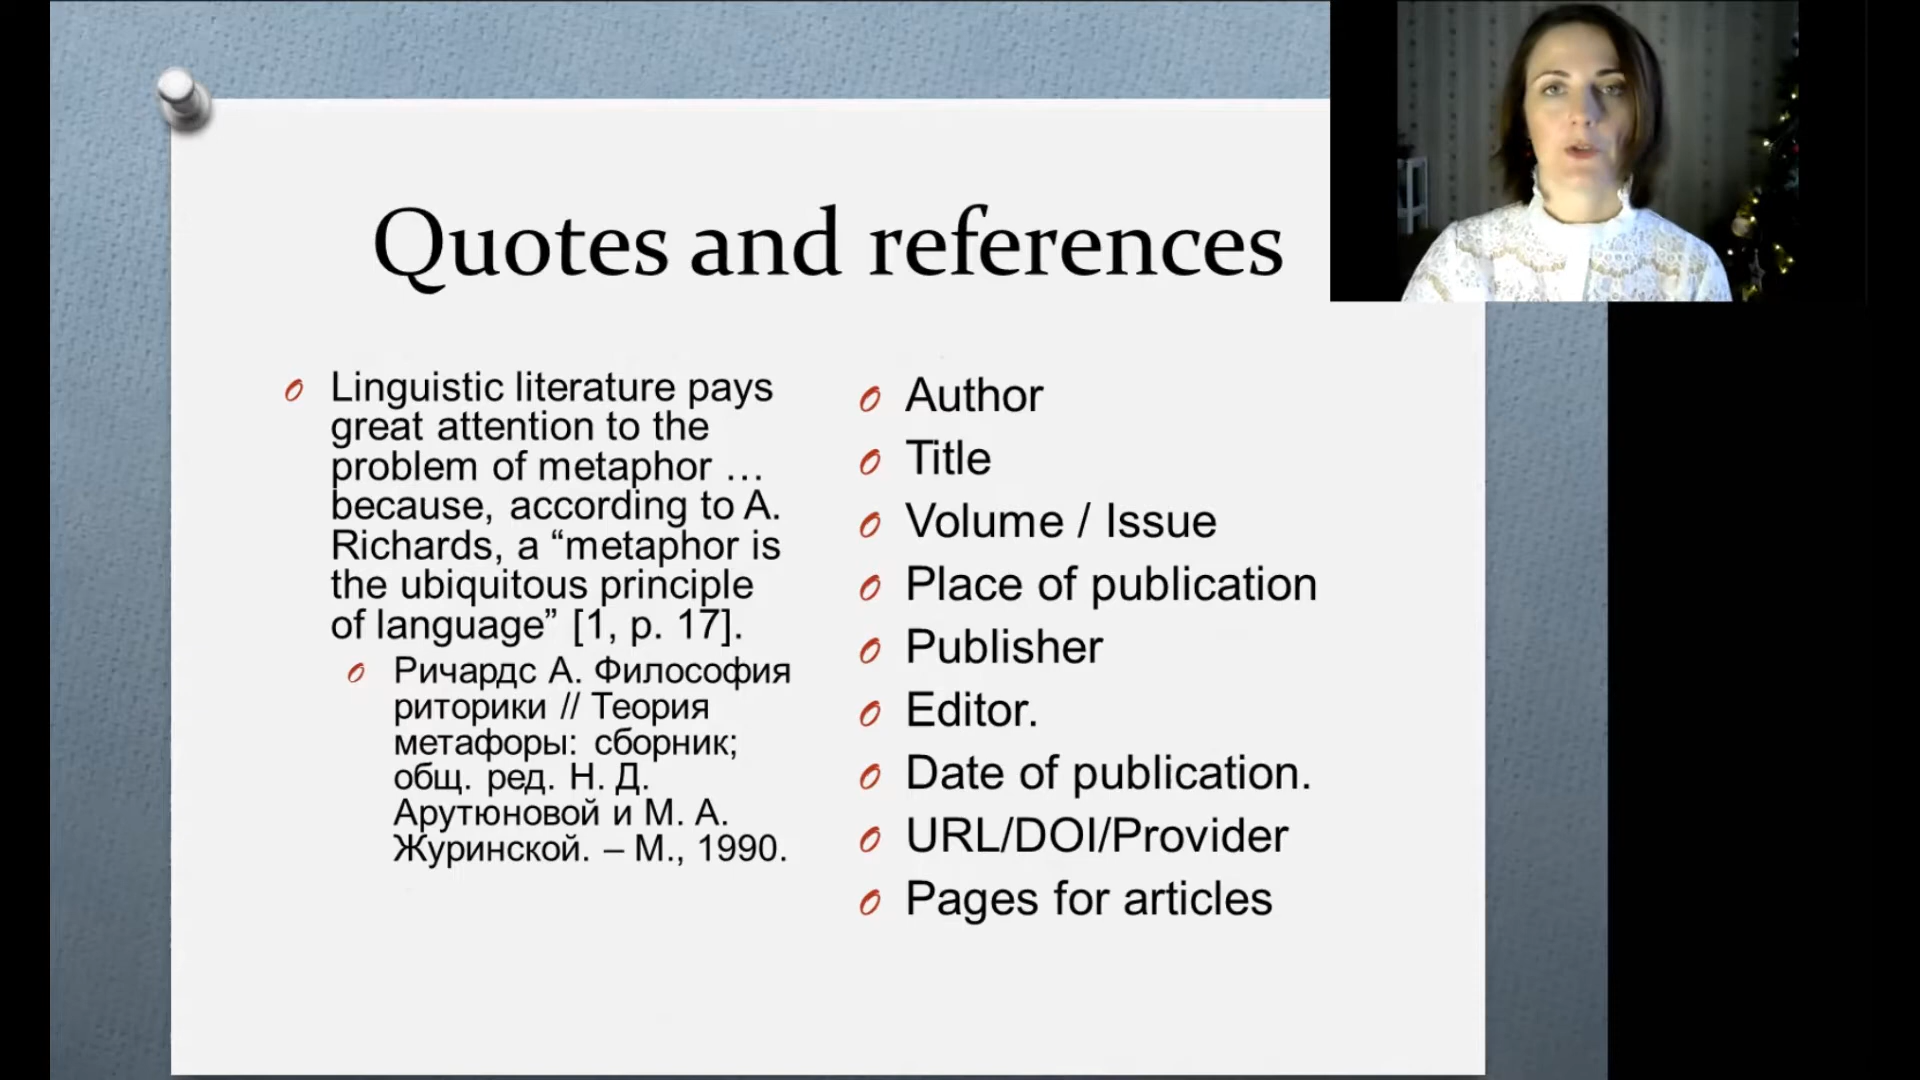 Quotes and references
Linguistic literature pays
great attention to the
problem of metaphor …
because, according to A.
Richards, a “metaphor is
the ubiquitous principle
of language” [1, p. 17].
Ричардс А. Философия
риторики // Теория
метафоры: сборник;
общ. ред. Н. Д.
Арутюновой и М. А.
Журинской. – М., 1990.
Author
Title
Volume / Issue
Place of publication
Publisher
Editor.
Date of publication.
URL/DOI/Provider
Pages for articles